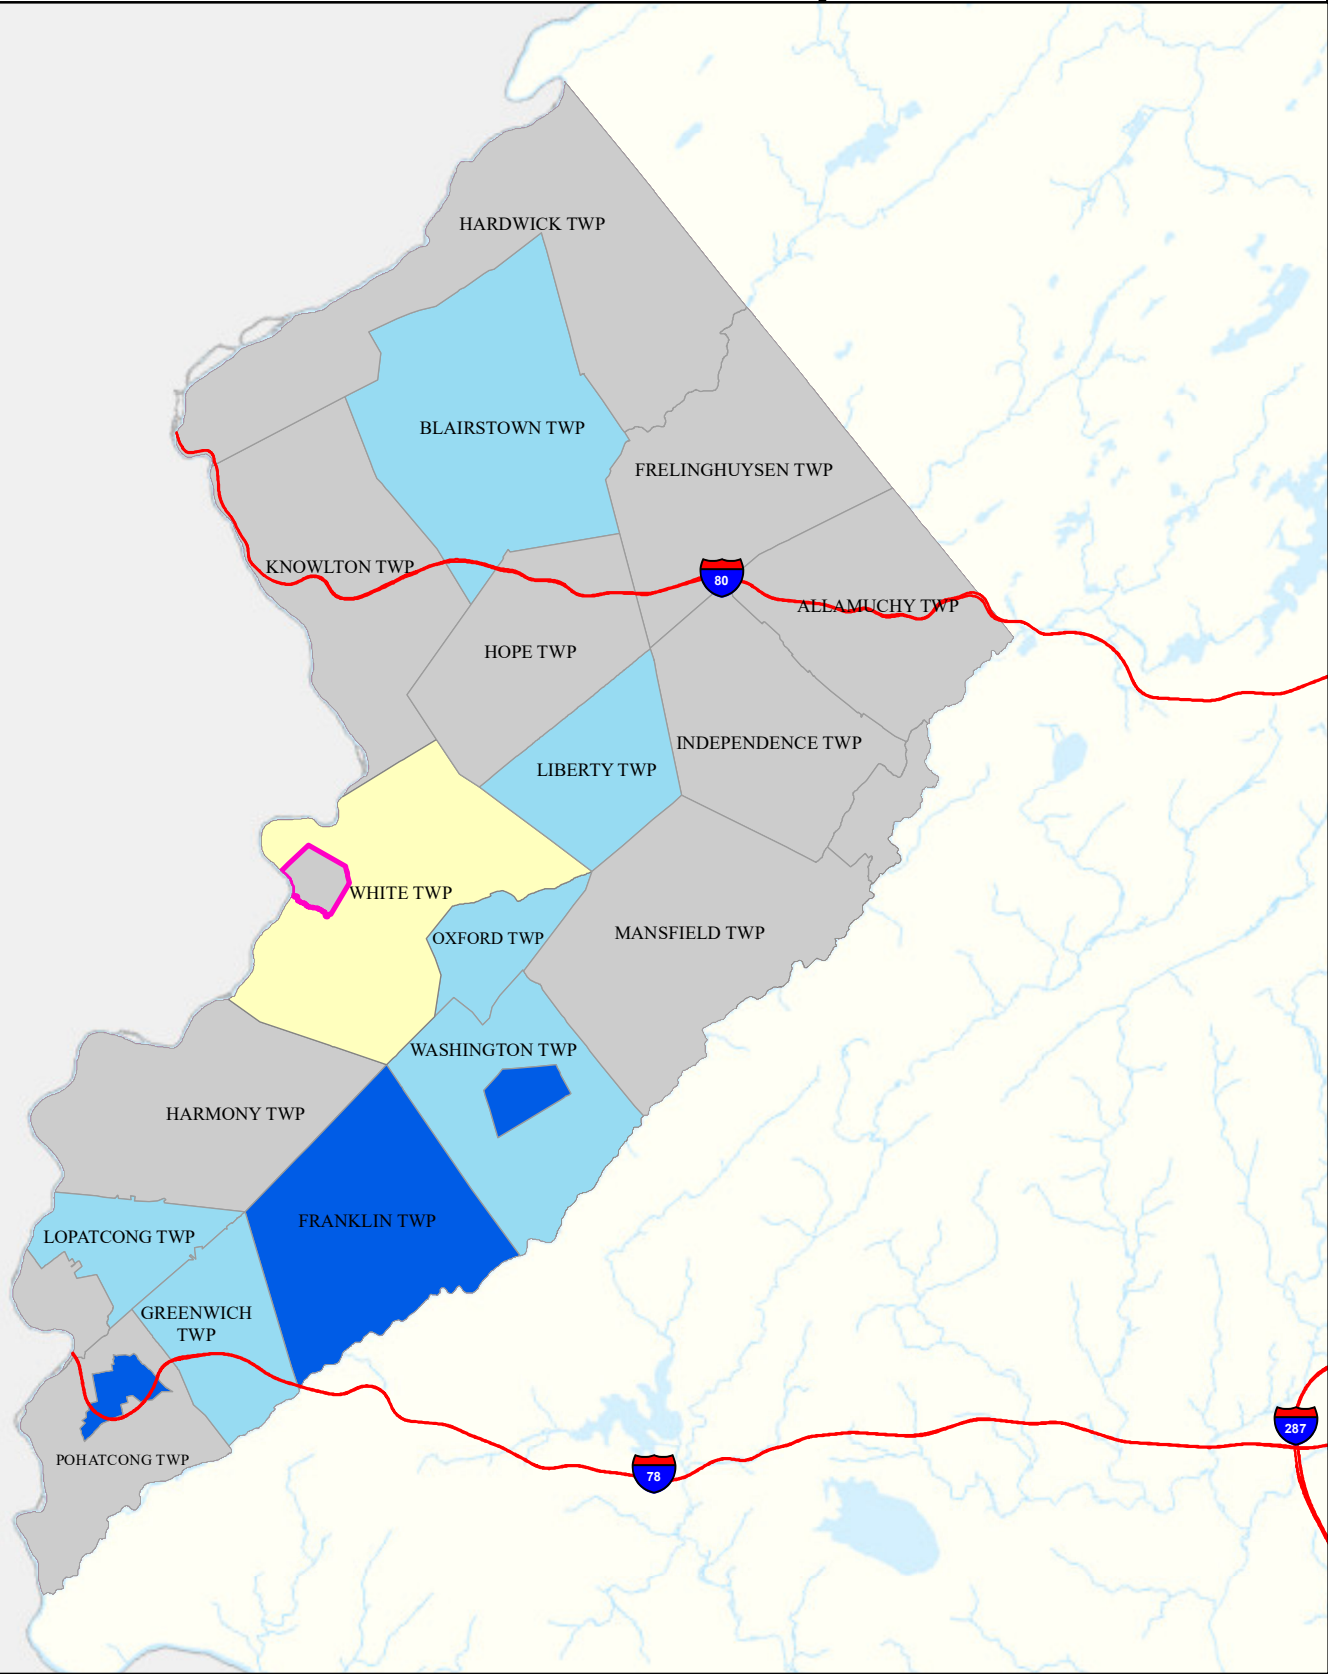 HARDWICK TWP
BLAIRSTOWN TWP
FRELINGHUYSEN TWP
KNOWLTON TWP
80
ALLAMUCHY TWP
HOPE TWP
INDEPENDENCE TWP
LIBERTY TWP
WHITE TWP
OXFORD TWP
MANSFIELD TWP
WASHINGTON TWP
HARMONY TWP
FRANKLIN TWP
LOPATCONG TWP
GREENWICH
TWP
287
POHATCONG TWP
78